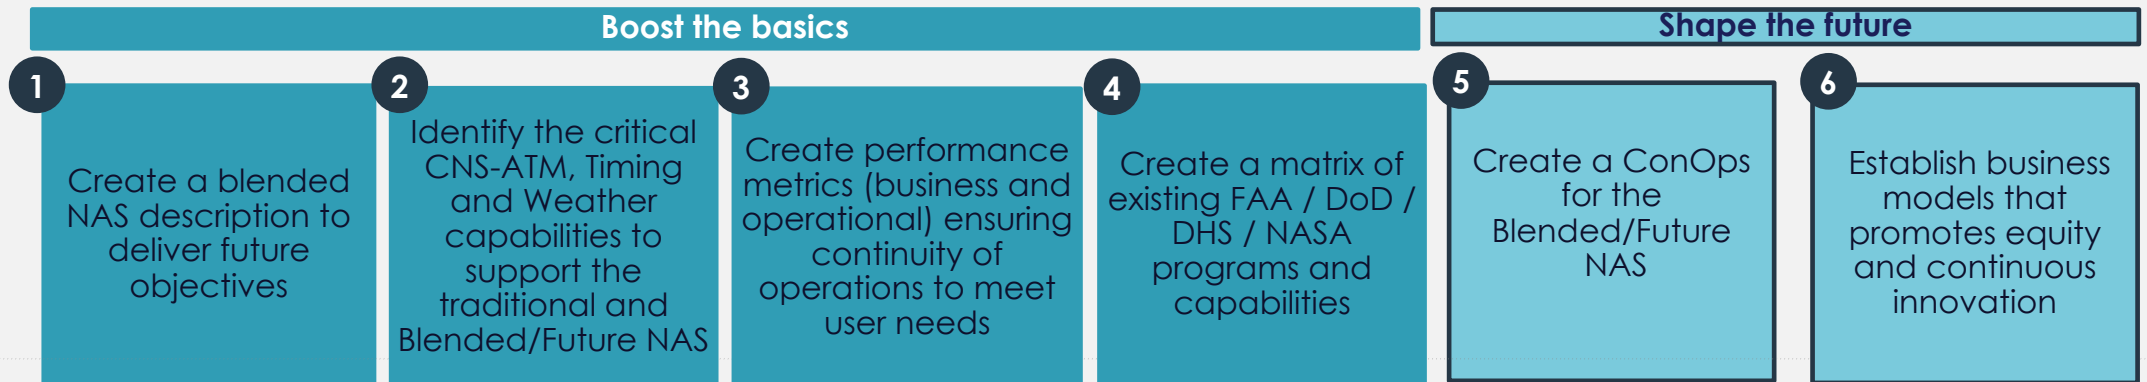 Boost the basics
Shape the future
1
Create a blended
NAS description to
deliver future
objectives
2
Identify the critical
CNS-ATM, Timing
and Weather
capabilities to
support the
traditional and
Blended/Future NAS
3
Create performance
metrics (business and
operational) ensuring
continuity of
operations to meet
user needs
4
Create a matrix of
existing FAA / DoD /
DHS / NASA
programs and
capabilities
5
Create a ConOps
for the
Blended/Future
NAS
6
Establish business
models that
promotes equity
and continuous
innovation